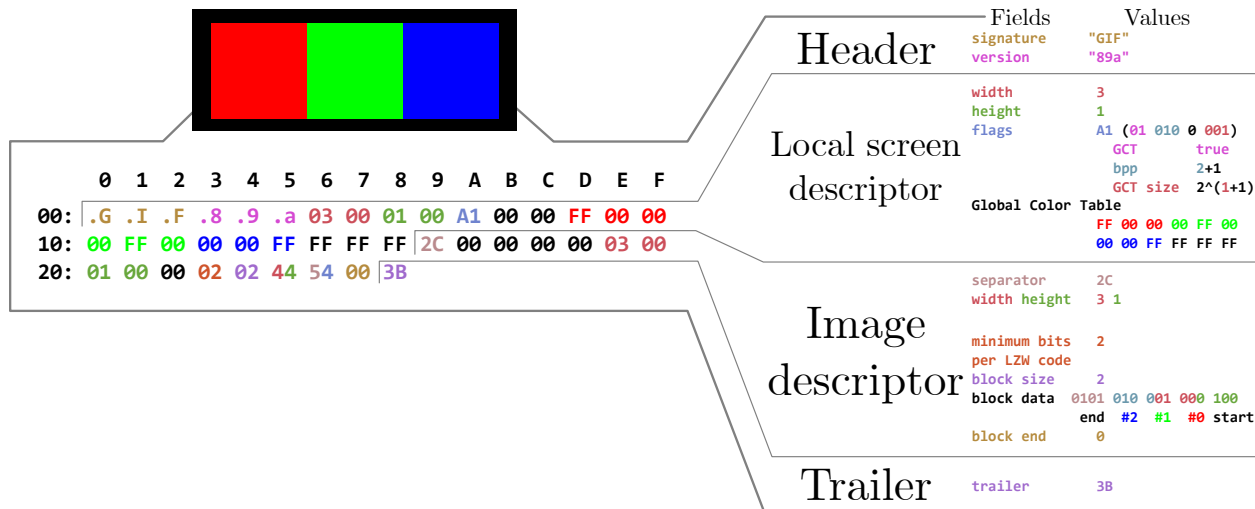 0 1 2 3 4 5 6 7 8 9 A B C D E F
00: .G .I .F .8 .9 .a 03 00 01 00 A1 00 00 FF 00 00
10: 00 FF 00 00 00 FF FF FF FF 2C 00 00 00 00 03 00
20: 01 00 00 02 02 44 54 00 3B
Fields Values
Header
signature "GIF"
version "89a"
Local screen
descriptor
width 3
height 1
flags A1 (01 010 0 001)
GCT true
bpp 2+1
GCT size 2^(1+1)
Global Color Table
FF 00 00 00 FF 00
00 00 FF FF FF FF
Image
descriptor
separator 2C
width height 3 1
minimum bits 2
per LZW code
block size 2
block data 0101 010 001 000 100
end #2 #1 #0 start
block end 0
Trailer
trailer 3B